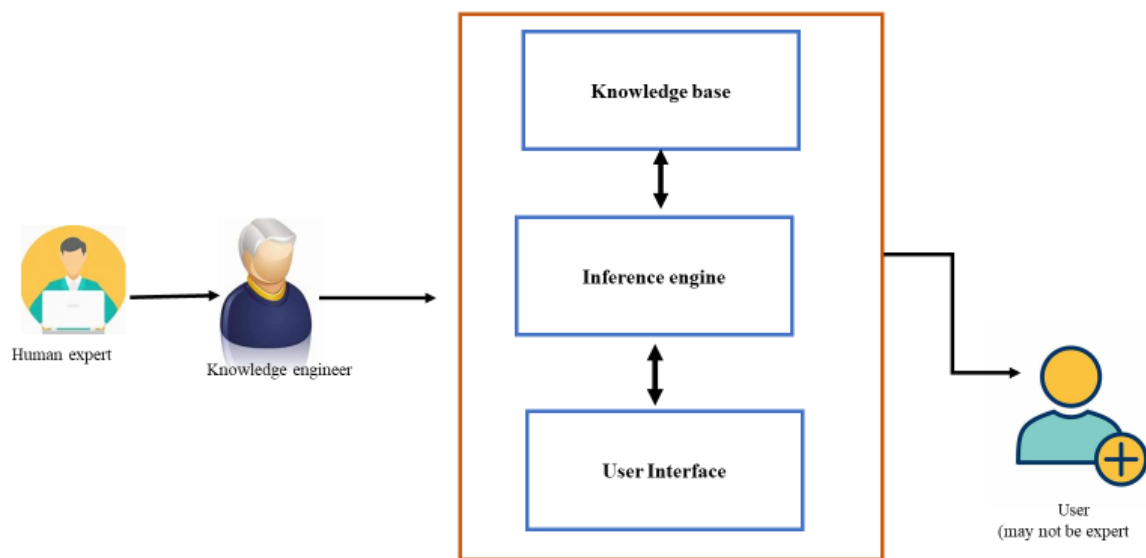 Knowledge base
Inference engine
Human expert
Knowledge engineer
User Interface
User
(may not be expert